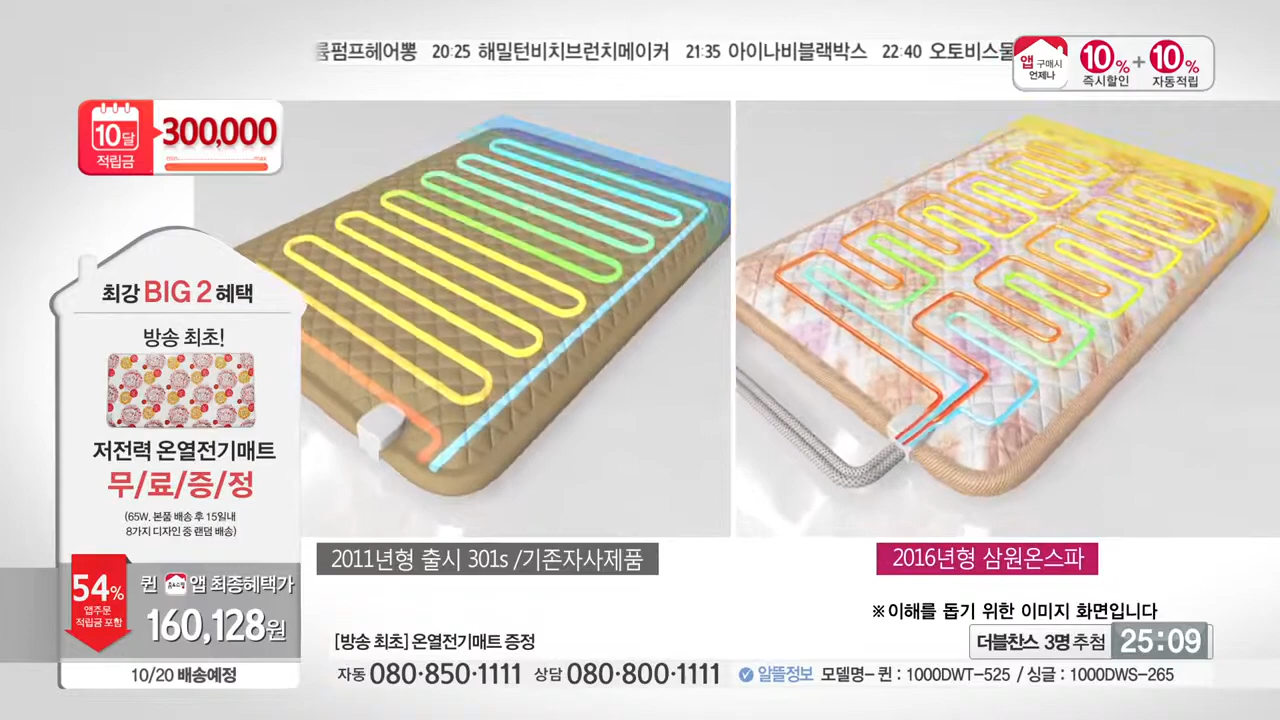 륨펌프헤어뽕 20:25 해밀턴비치브런치메이커 21:35 아이나비블랙박스 22:40 오토비스물
앱 구매시 언제나
10% 즉시할인 + 10% 자동적립
10달 적립금
300,000
최강 BIG 2 혜택
방송 최초!
저전력 온열전기매트
무/료/증/정
(65W, 본품 배송 후 15일내
8가지 디자인 중 랜덤 배송)
54%
앱주문
적립금 포함
퀸 홈&쇼핑 앱 최종혜택가
160,128원
10/20 배송예정
2011년형 출시 301s /기존자사제품
2016년형 삼원온스파
※이해를 돕기 위한 이미지 화면입니다
[방송 최초] 온열전기매트 증정
더블찬스 3명 추첨 25:09
자동 080·850·1111 상담 080·800·1111
알뜰정보 모델명- 퀸 : 1000DWT-525 / 싱글 : 1000DWS-265